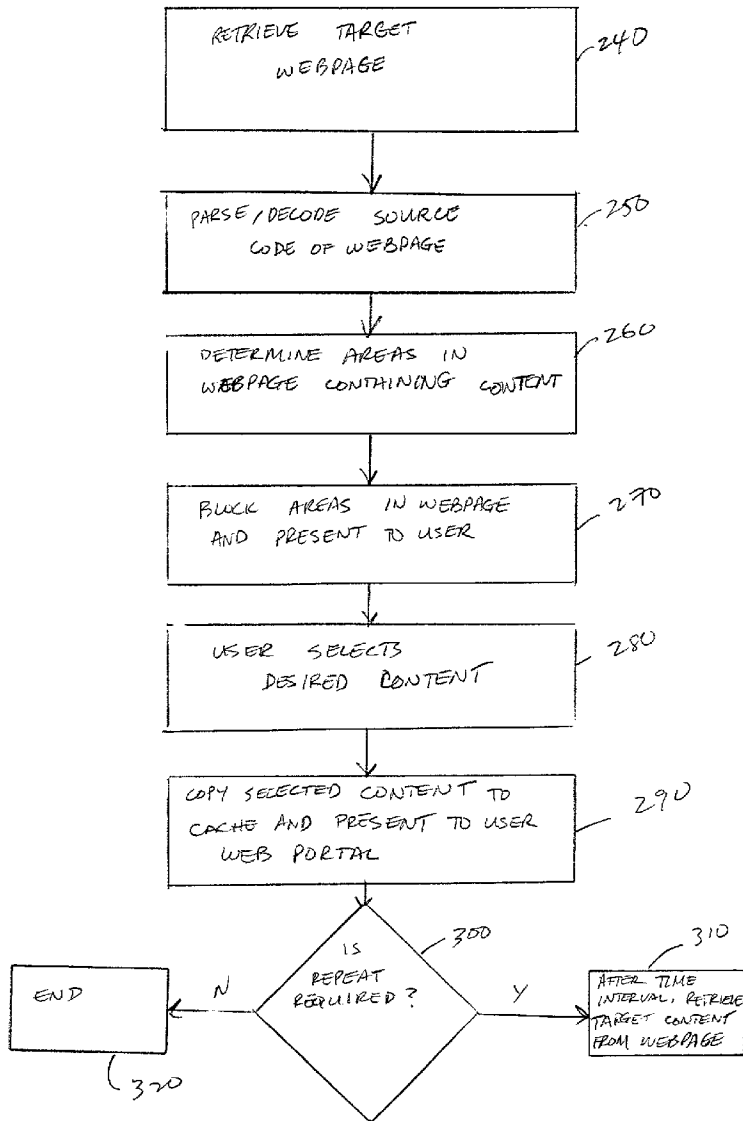 RETRIEVE TARGET
WEBPAGE
240
PARSE/DECODE SOURCE
CODE OF WEBPAGE
250
DETERMINE AREAS IN
WEBPAGE CONTAINING CONTENT
260
BLOCK AREAS IN WEBPAGE
AND PRESENT TO USER
270
USER SELECTS
DESIRED CONTENT
280
COPY SELECTED CONTENT TO
CACHE AND PRESENT TO USER
WEB PORTAL
290
IS
REPEAT
REQUIRED?
300
N
END
320
Y
310
AFTER TIME
INTERVAL, RETRIEVE
TARGET CONTENT
FROM WEBPAGE